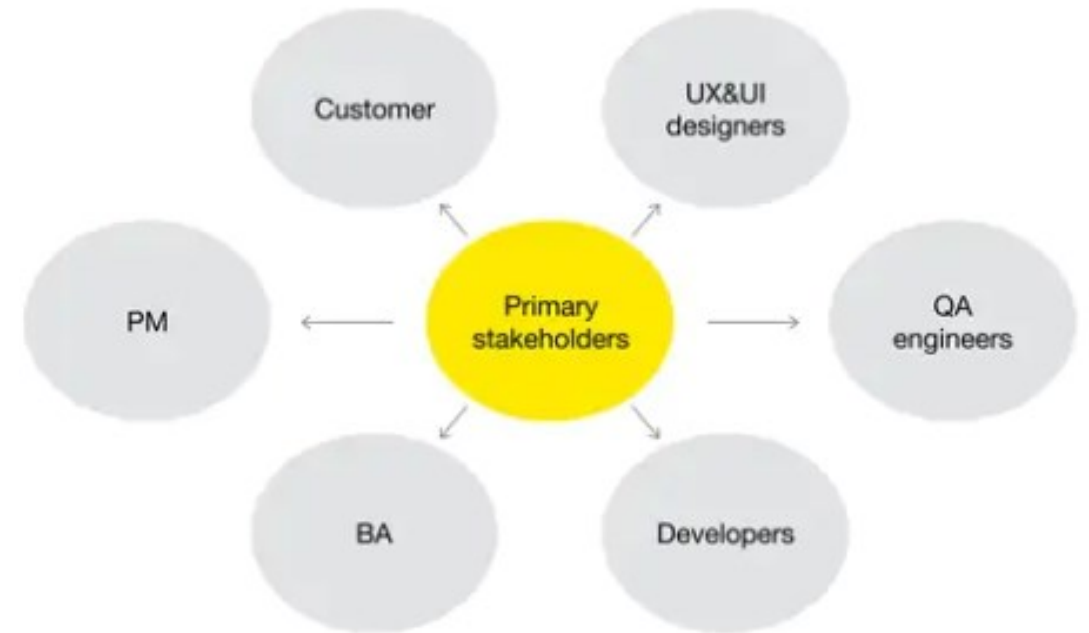 Customer
UX&UI
designers
PM
Primary
stakeholders
QA
engineers
BA
Developers